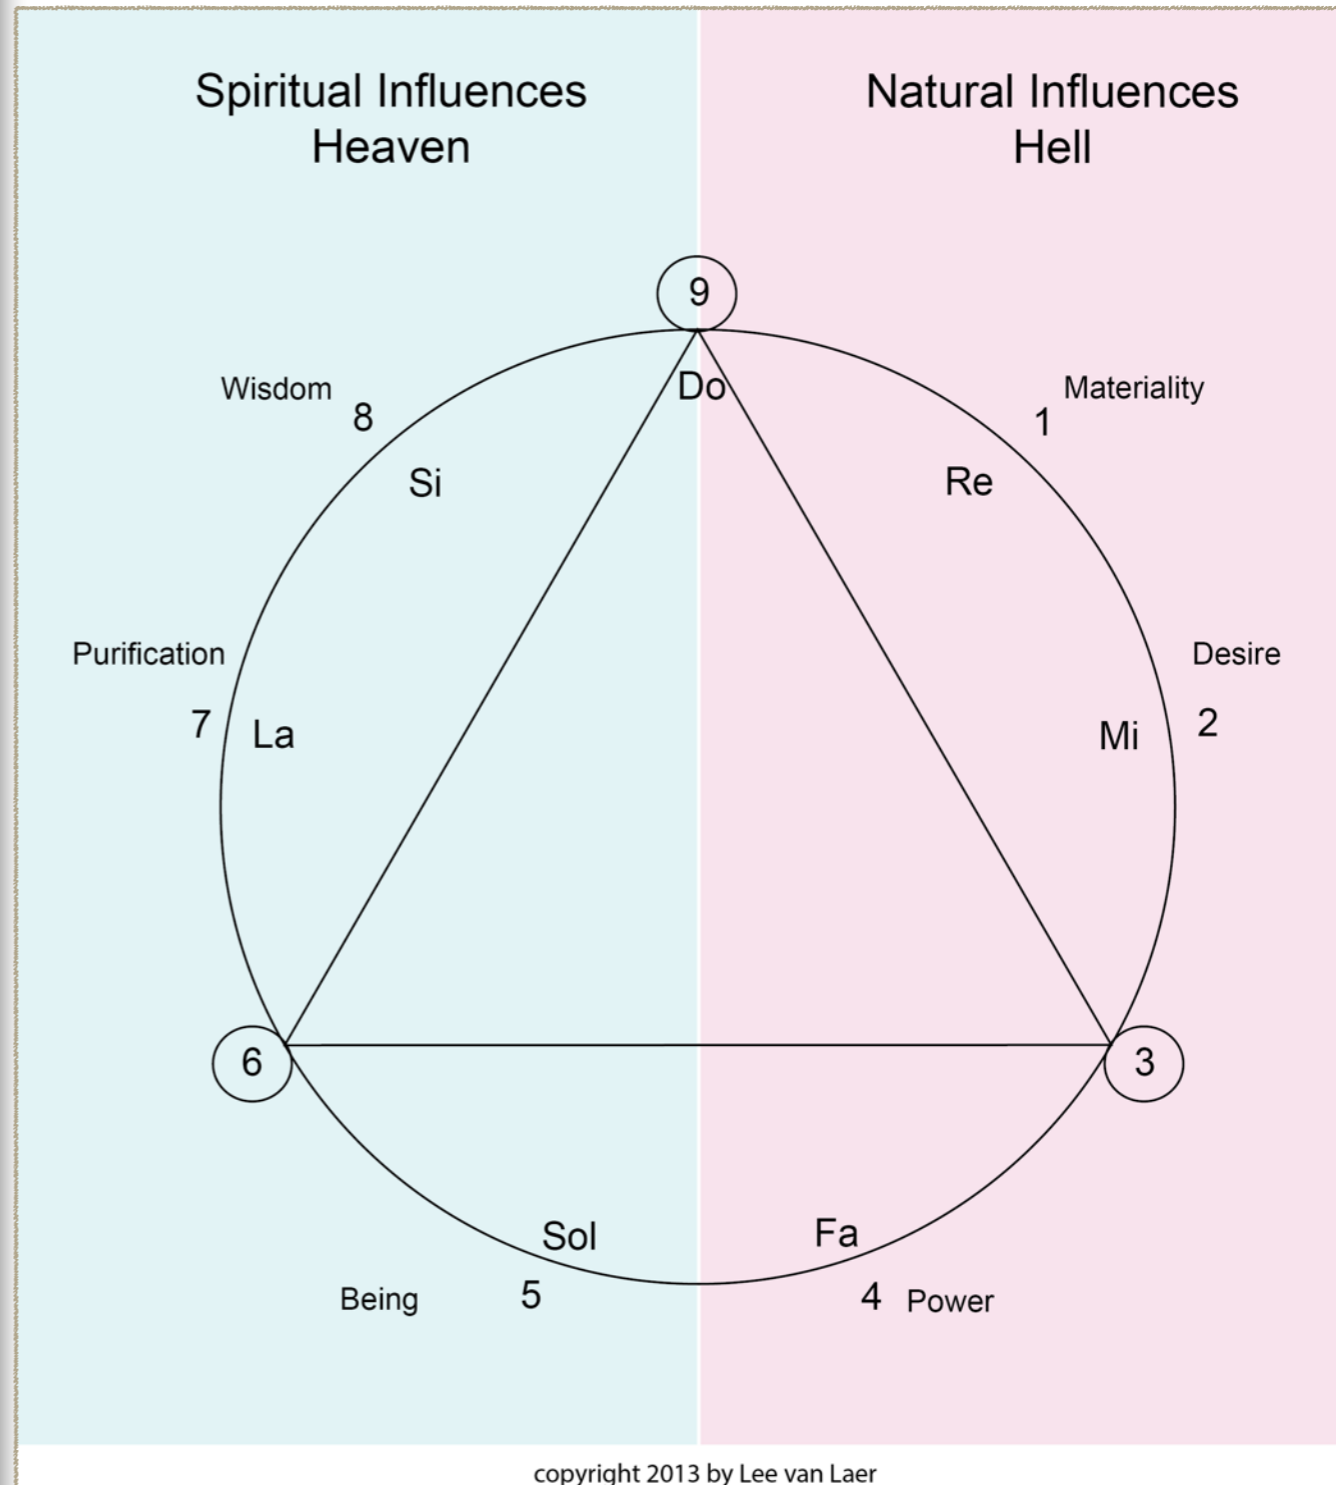 Spiritual Influences
Heaven
Natural Influences
Hell
9
Do
Wisdom
8
Si
Materiality
1
Re
Purification
7
La
Desire
2
Mi
6
3
Sol
Being
5
Fa
4
Power
copyright 2013 by Lee van Laer